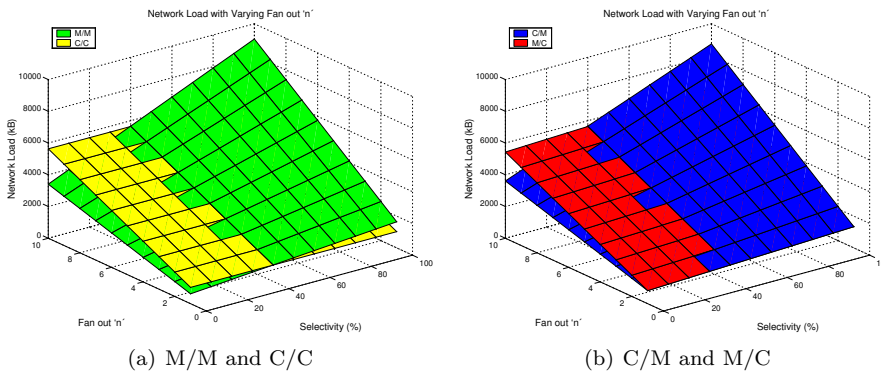 Network Load with Varying Fan out ‘n´
M/M
C/C
10000
8000
6000
4000
2000
0
Network Load (kB)
10
8
6
4
2
0
Fan out ‘n´
0
20
40
60
80
100
Selectivity (%)
(a) M/M and C/C
Network Load with Varying Fan out ‘n´
C/M
M/C
10000
8000
6000
4000
2000
0
Network Load (kB)
10
8
6
4
2
0
Fan out ‘n´
0
20
40
60
80
1
Selectivity (%)
(b) C/M and M/C